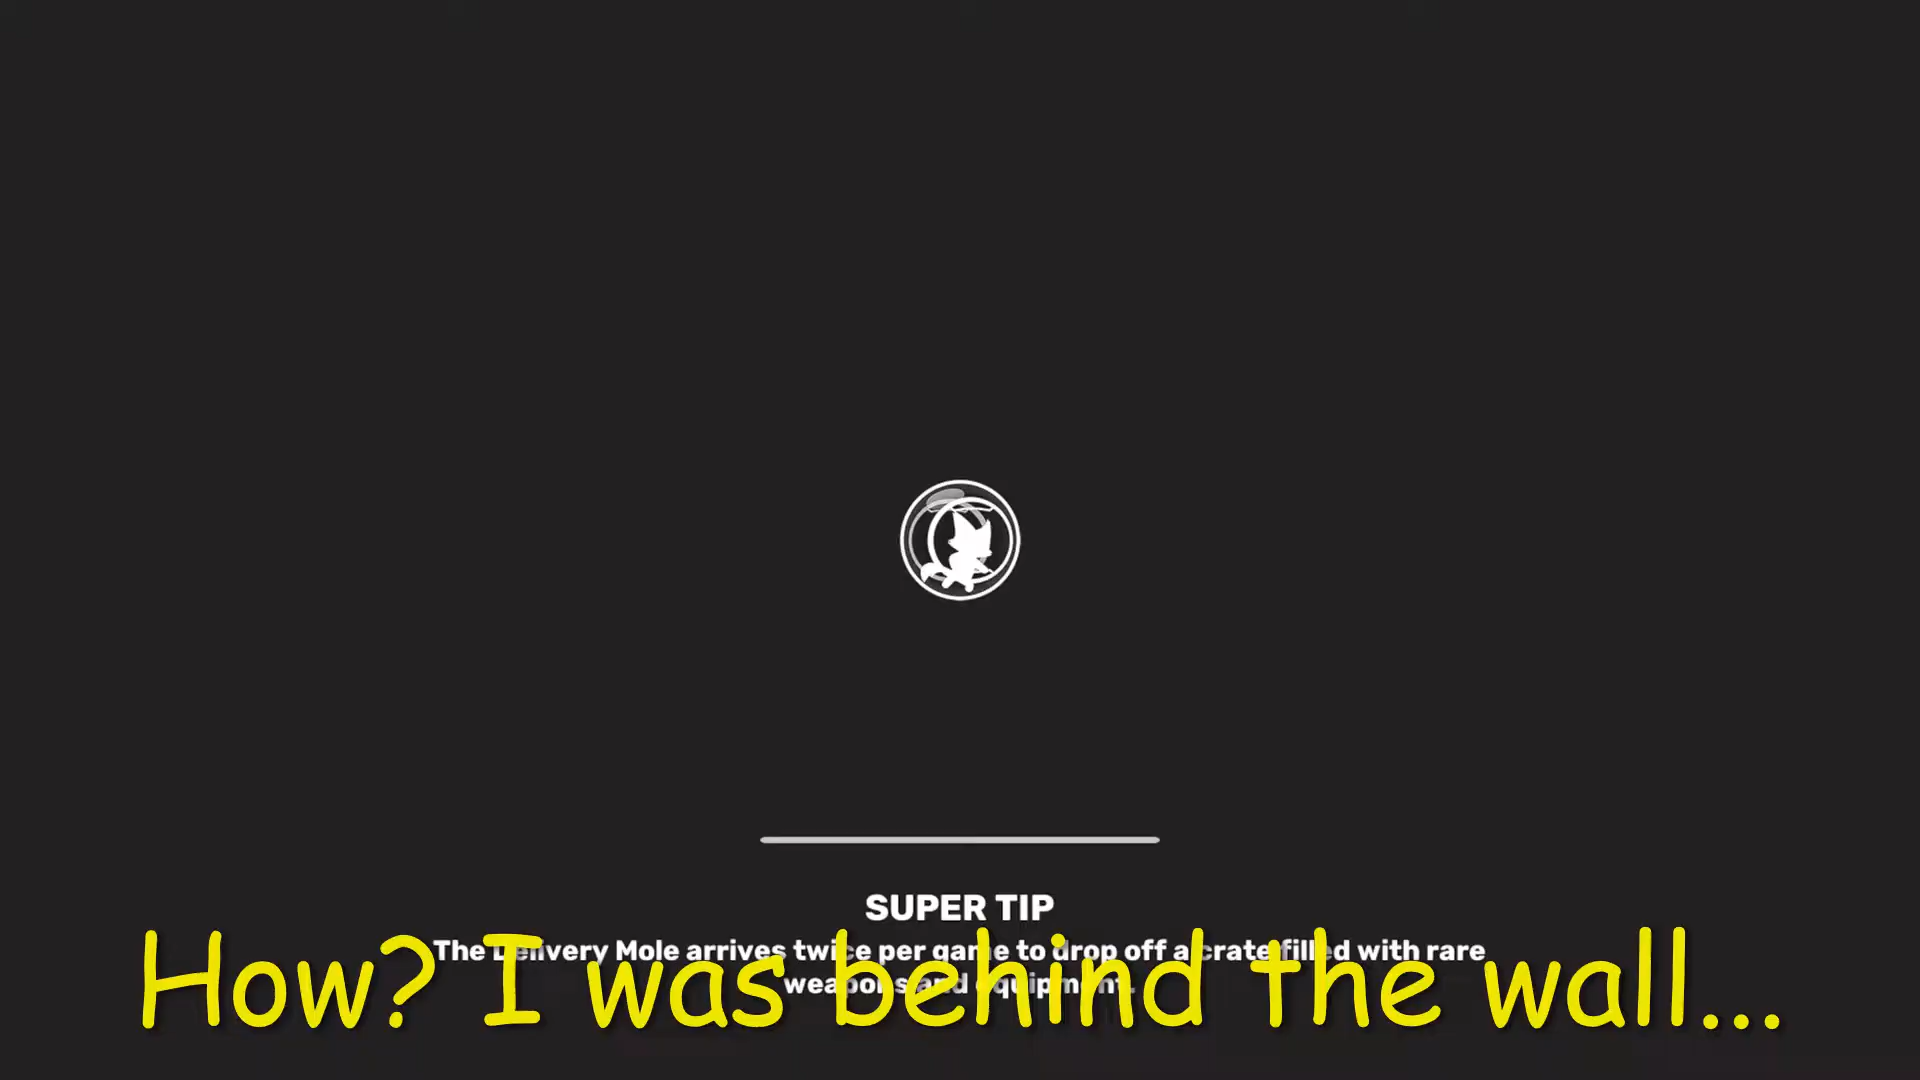 SUPER TIP
The Delivery Mole arrives twice per game to drop off a crate filled with rare
weapons and equipment.
How? I was behind the wall...